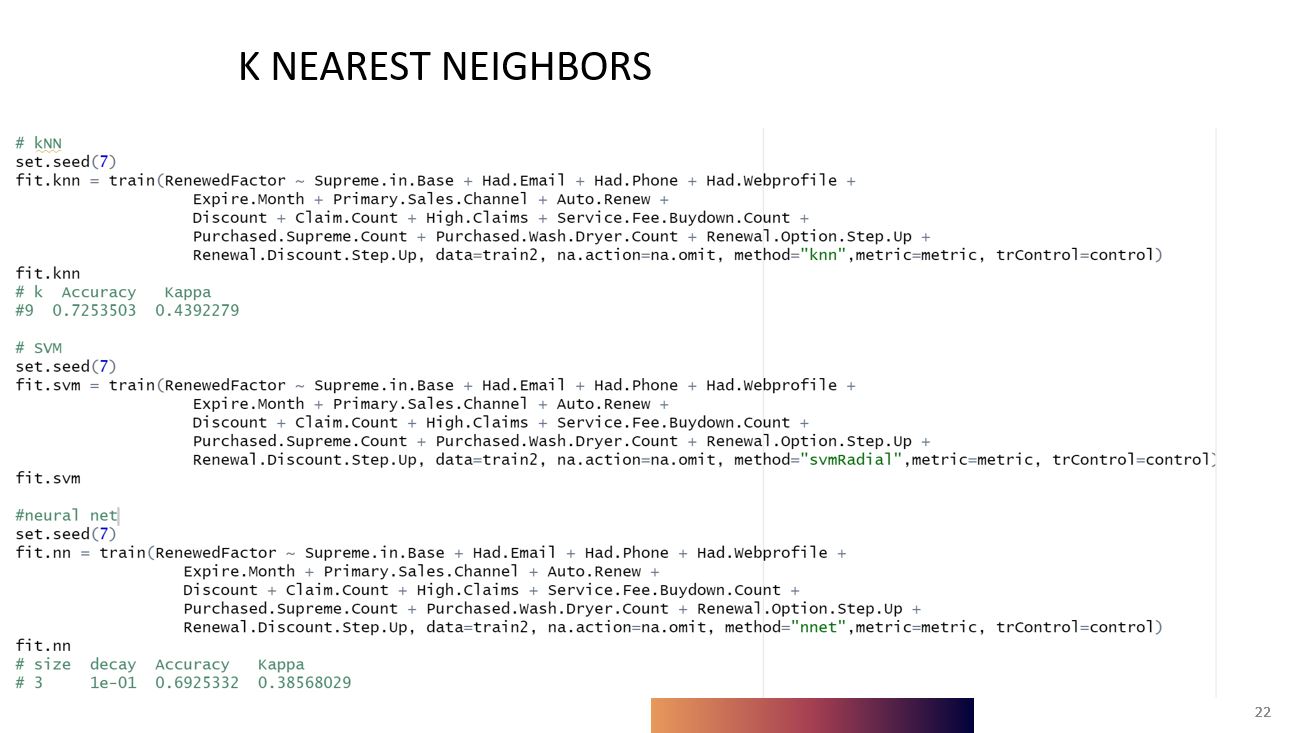 K NEAREST NEIGHBORS
# kNN
set.seed(7)
fit.knn = train(RenewedFactor ~ Supreme.in.Base + Had.Email + Had.Phone + Had.Webprofile +
Expire.Month + Primary.Sales.Channel + Auto.Renew +
Discount + Claim.Count + High.Claims + Service.Fee.Buydown.Count +
Purchased.Supreme.Count + Purchased.Wash.Dryer.Count + Renewal.Option.Step.Up +
Renewal.Discount.Step.Up, data=train2, na.action=na.omit, method="knn",metric=metric, trControl=control)
fit.knn
# k  Accuracy   Kappa
#9  0.7253503  0.4392279
# SVM
set.seed(7)
fit.svm = train(RenewedFactor ~ Supreme.in.Base + Had.Email + Had.Phone + Had.Webprofile +
Expire.Month + Primary.Sales.Channel + Auto.Renew +
Discount + Claim.Count + High.Claims + Service.Fee.Buydown.Count +
Purchased.Supreme.Count + Purchased.Wash.Dryer.Count + Renewal.Option.Step.Up +
Renewal.Discount.Step.Up, data=train2, na.action=na.omit, method="svmRadial",metric=metric, trControl=control)
fit.svm
#neural net
set.seed(7)
fit.nn = train(RenewedFactor ~ Supreme.in.Base + Had.Email + Had.Phone + Had.Webprofile +
Expire.Month + Primary.Sales.Channel + Auto.Renew +
Discount + Claim.Count + High.Claims + Service.Fee.Buydown.Count +
Purchased.Supreme.Count + Purchased.Wash.Dryer.Count + Renewal.Option.Step.Up +
Renewal.Discount.Step.Up, data=train2, na.action=na.omit, method="nnet",metric=metric, trControl=control)
fit.nn
# size  decay  Accuracy   Kappa
# 3     1e-01  0.6925332  0.38568029
22